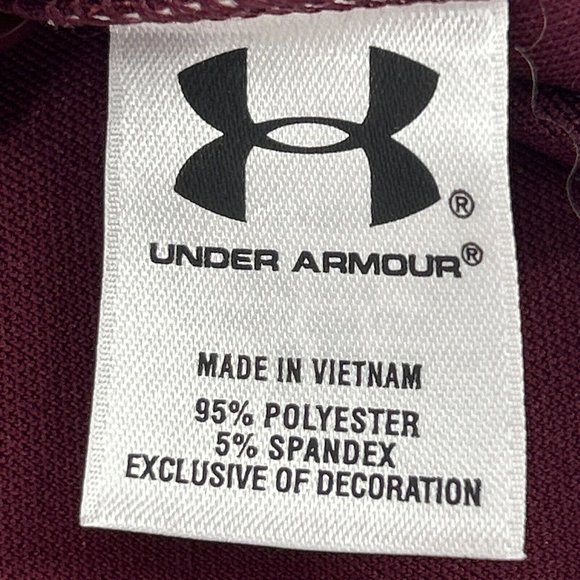 ®
UNDER ARMOUR®
MADE IN VIETNAM
95% POLYESTER
5% SPANDEX
EXCLUSIVE OF DECORATION